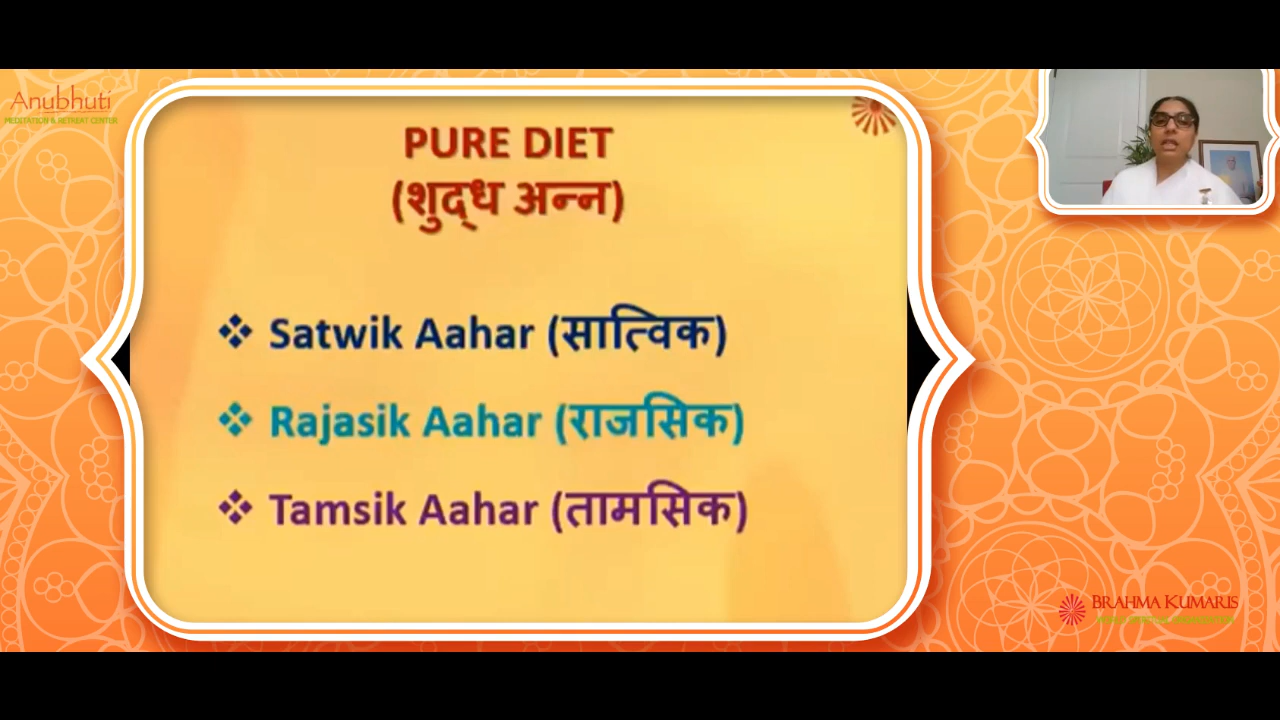 Anubhuti
MEDITATION & RETREAT CENTER
PURE DIET
(शुद्ध अन्न)
❖ Satwik Aahar (सात्विक)
❖ Rajasik Aahar (राजसिक)
❖ Tamsik Aahar (तामसिक)
BRAHMA KUMARIS